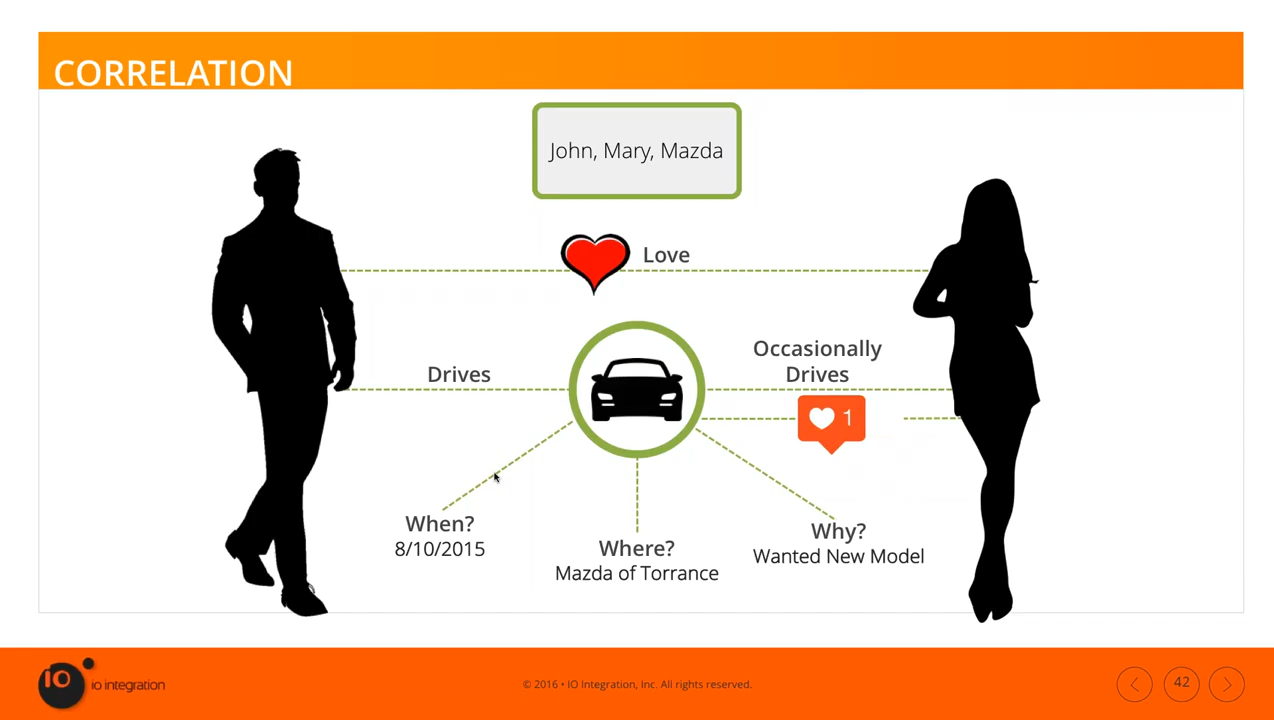 CORRELATION
John, Mary, Mazda
Love
Drives
Occasionally
Drives
1
When?
8/10/2015
Where?
Mazda of Torrance
Why?
Wanted New Model
IO
io integration
© 2016 • IO Integration, Inc. All rights reserved.
42